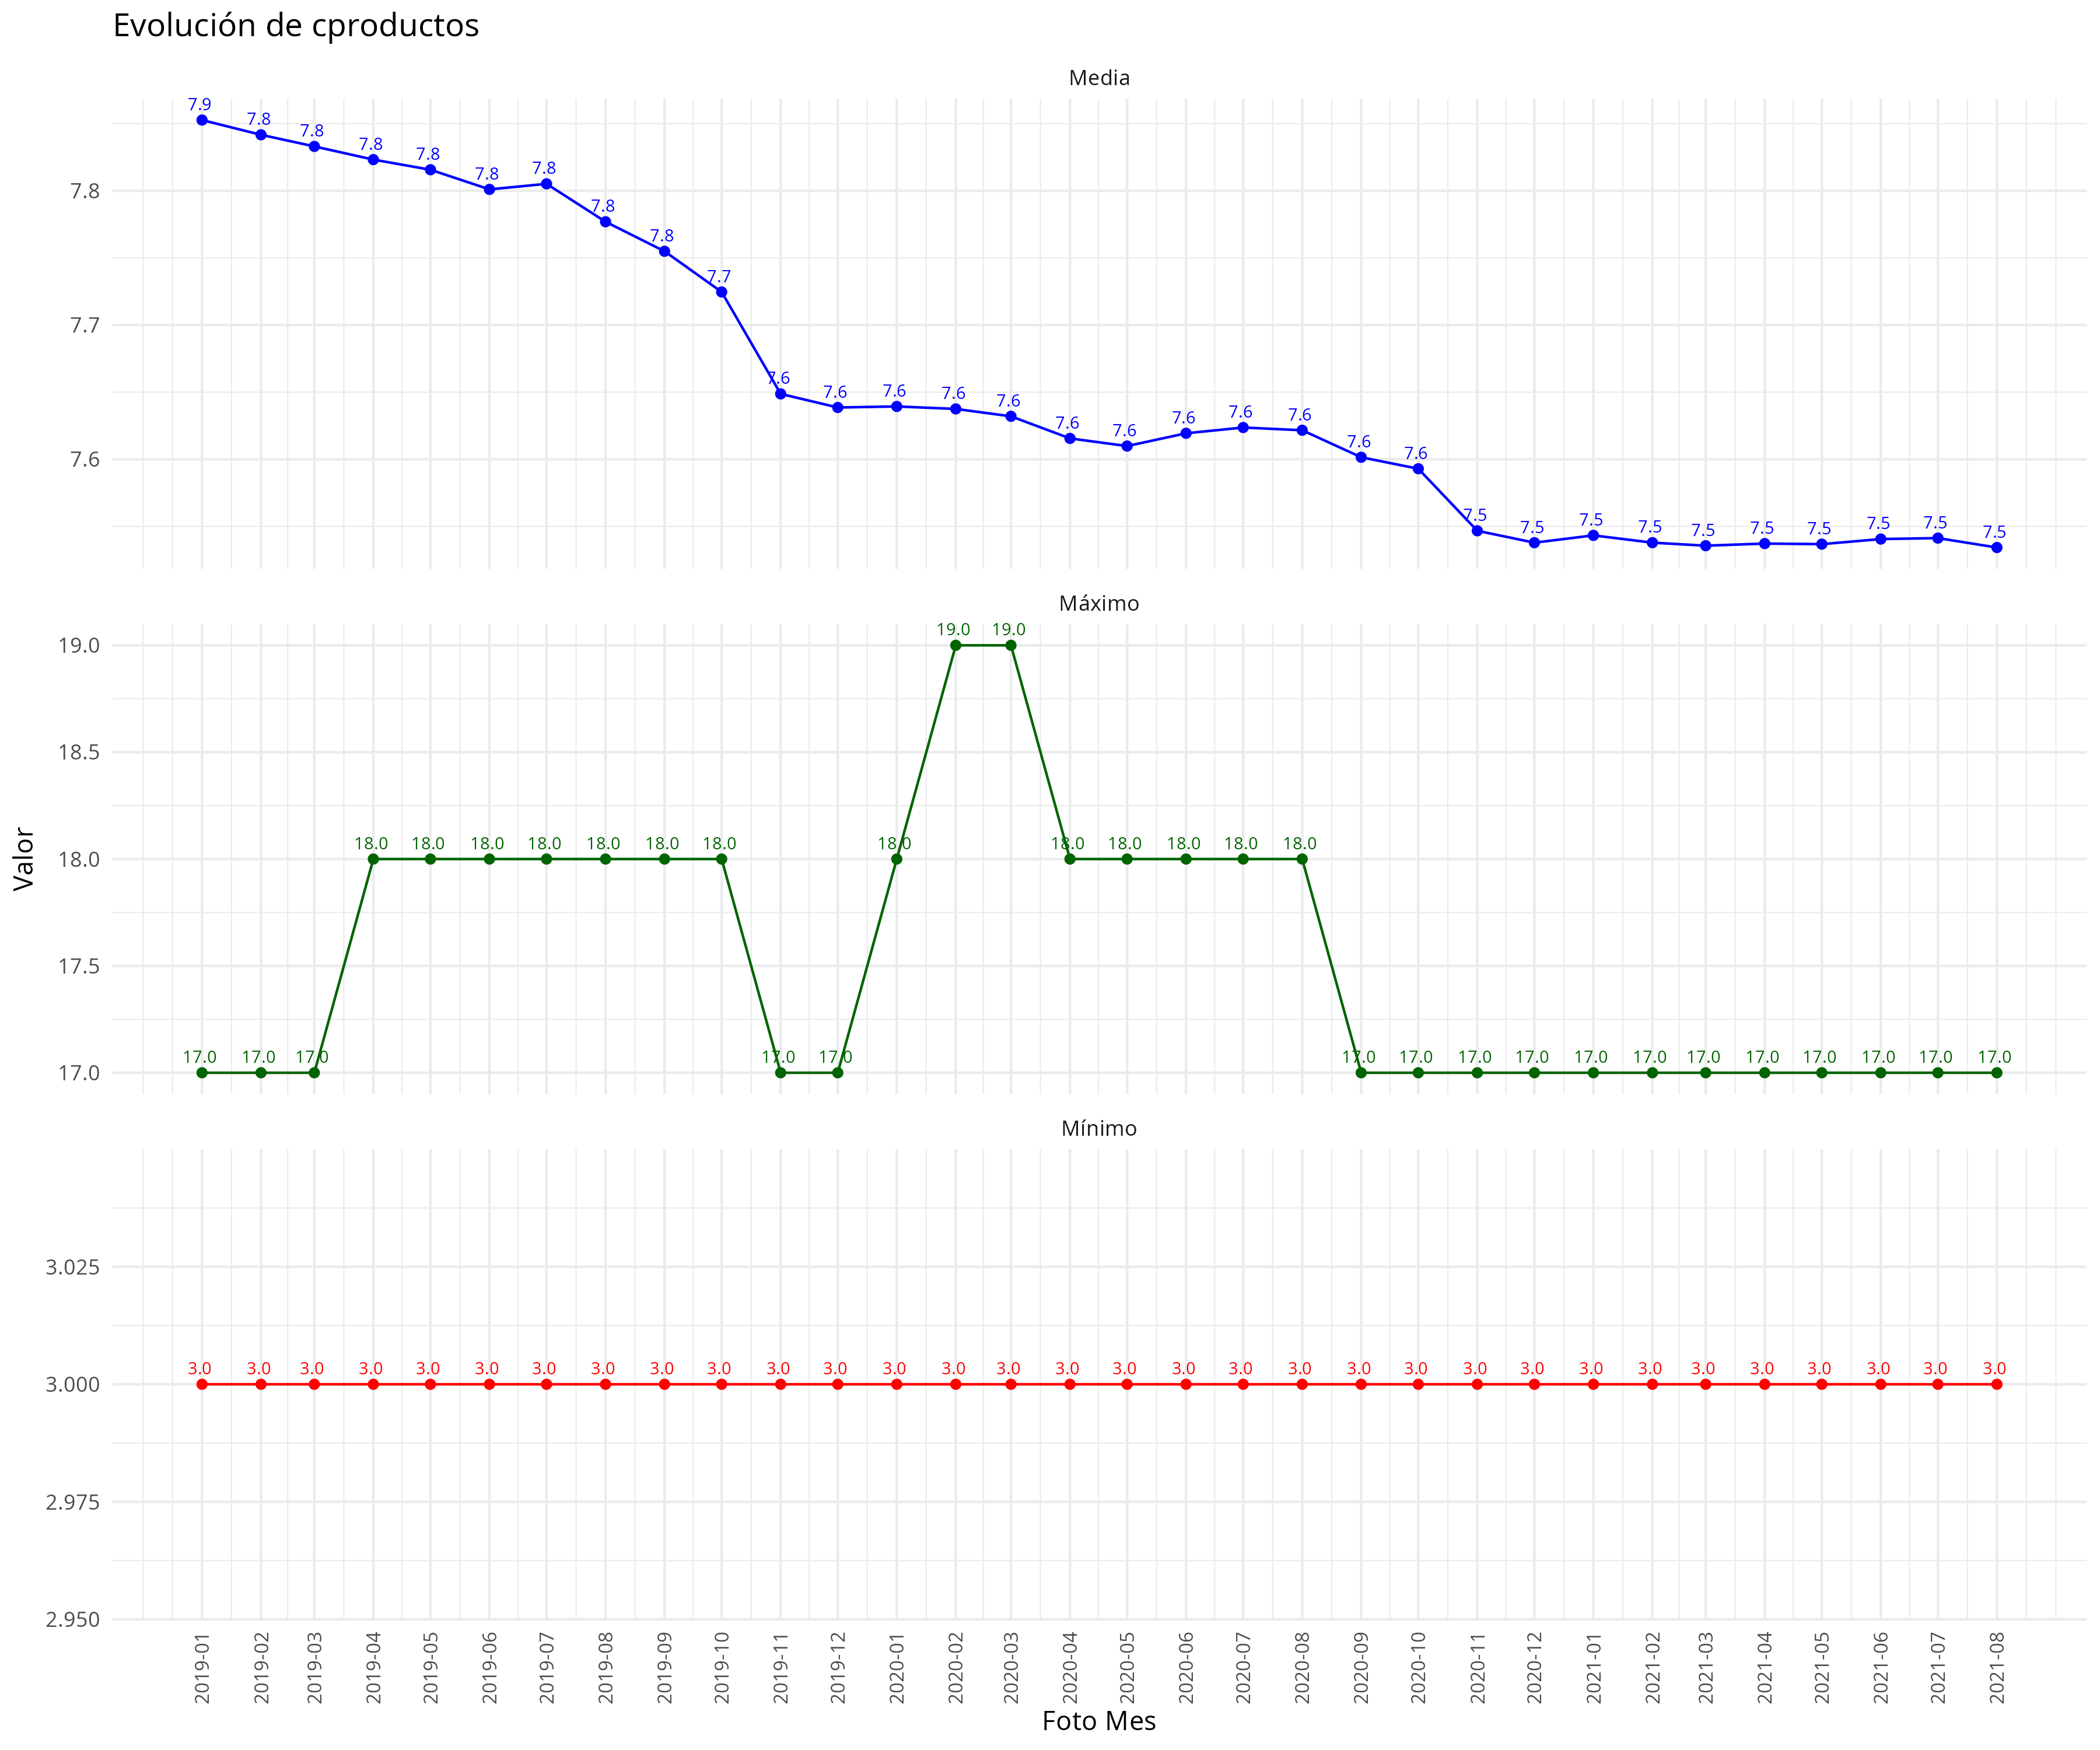 Evolución de cproductos
Media
7.9 7.8 7.8 7.8 7.8 7.8 7.8 7.8 7.8 7.7 7.6 7.6 7.6 7.6 7.6 7.6 7.6 7.6 7.6 7.6 7.6 7.6 7.5 7.5 7.5 7.5 7.5 7.5 7.5 7.5 7.5 7.5
7.8
7.7
7.6
Máximo
17.0 17.0 17.0 18.0 18.0 18.0 18.0 18.0 18.0 18.0 17.0 17.0 18.0 19.0 19.0 18.0 18.0 18.0 18.0 18.0 17.0 17.0 17.0 17.0 17.0 17.0 17.0 17.0 17.0 17.0 17.0 17.0
19.0
18.5
18.0
17.5
17.0
Valor
Mínimo
3.0 3.0 3.0 3.0 3.0 3.0 3.0 3.0 3.0 3.0 3.0 3.0 3.0 3.0 3.0 3.0 3.0 3.0 3.0 3.0 3.0 3.0 3.0 3.0 3.0 3.0 3.0 3.0 3.0 3.0 3.0 3.0
3.025
3.000
2.975
2.950
2019-01 2019-02 2019-03 2019-04 2019-05 2019-06 2019-07 2019-08 2019-09 2019-10 2019-11 2019-12 2020-01 2020-02 2020-03 2020-04 2020-05 2020-06 2020-07 2020-08 2020-09 2020-10 2020-11 2020-12 2021-01 2021-02 2021-03 2021-04 2021-05 2021-06 2021-07 2021-08
Foto Mes